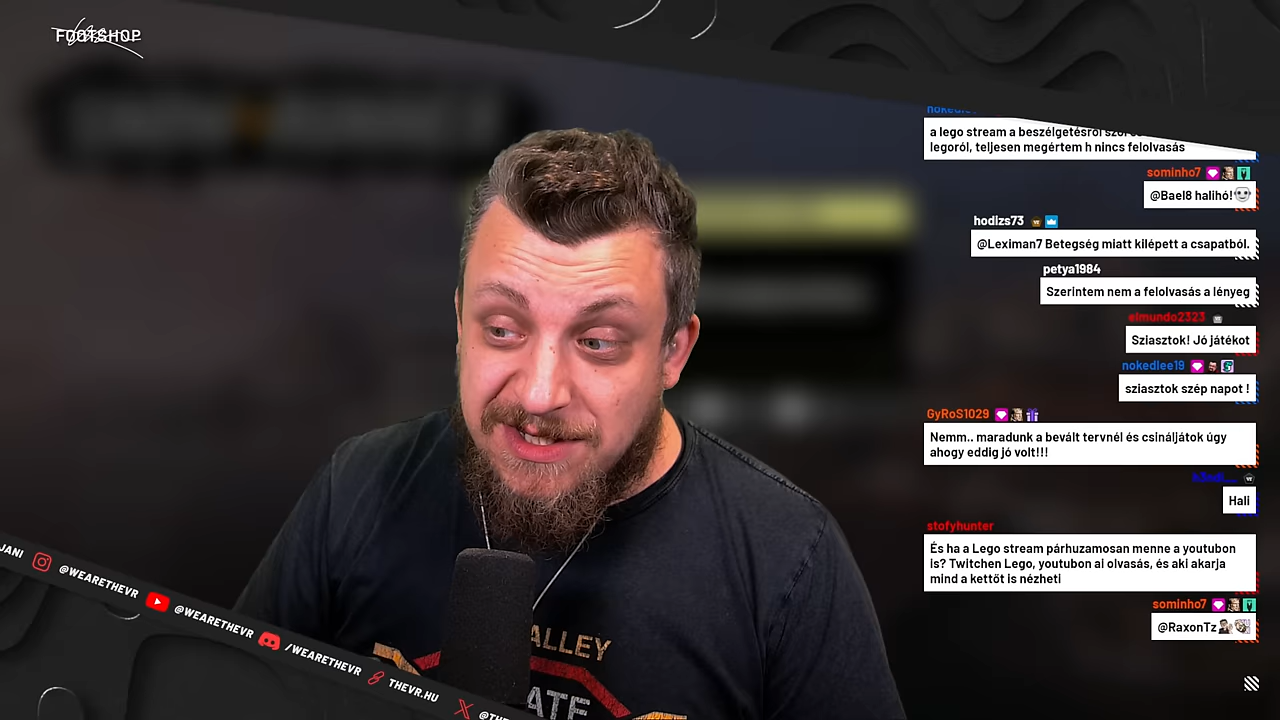 FOOTSHOP
a lego stream a beszélgetésről
legoról, teljesen megértem h nincs felolvasás
sominho7
@Bael8 halihó!
hodizs73
@Leximan7 Betegség miatt kilépett a csapatból.
petya1984
Szerintem nem a felolvasás a lényeg
elmundo2323
Sziasztok! Jó játékot
nokedlee19
sziasztok szép napot !
GyRoS1029
Nemm.. maradunk a bevált tervnél és csináljátok úgy
ahogy eddig jó volt!!!
Hali
stofyhunter
És ha a Lego stream párhuzamosan menne a youtubon
is? Twitchen Lego, youtubon ai olvasás, és aki akarja
mind a kettőt is nézheti
sominho7
@RaxonTz
JANI @WEARETHEVR @WEARETHEVR /WEARETHEVR THEVR.HU
ALLEY
ATE